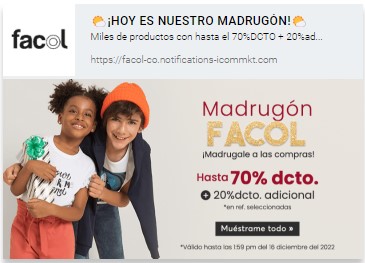 facol
⛅ ¡HOY ES NUESTRO MADRUGÓN! ⛅
Miles de productos con hasta el 70%DCTO + 20%ad...
https://facol-co.notifications-icommkt.com
Madrugón
FACOL
¡Madrugale a las compras!
Hasta 70% dcto.
+ 20%dcto. adicional
*en ref. seleccionadas
Muéstrame todo »
*Válido hasta las 1:59 pm del 16 diciembre del 2022